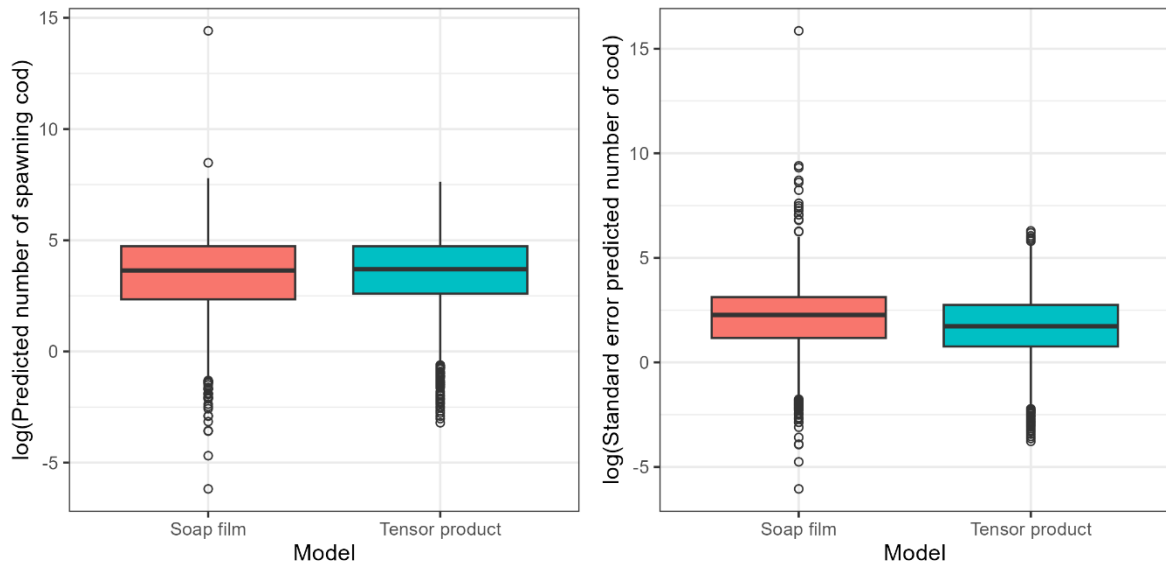 log(Predicted number of spawning cod)
15
10
5
0
-5
Soap film
Tensor product
Model
log(Standard error predicted number of cod)
15
10
5
0
-5
Soap film
Tensor product
Model